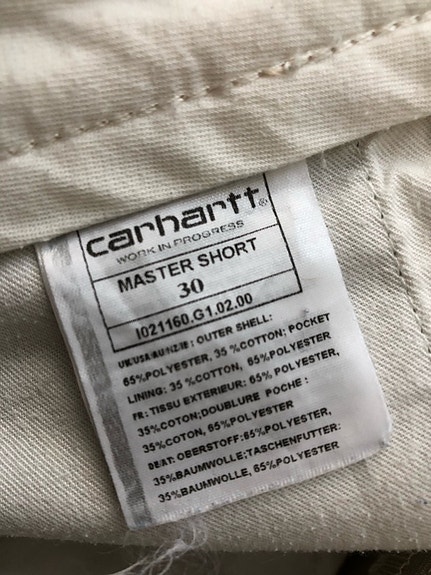 carhartt®
WORK IN PROGRESS
MASTER SHORT
30
I021160.G1.02.00
UK/USA/AU/NZ/IE : OUTER SHELL:
65%POLYESTER, 35 %COTTON; POCKET
LINING: 35 %COTTON, 65%POLYESTER
FR: TISSU EXTERIEUR: 65% POLYESTER,
35%COTON;DOUBLURE POCHE :
35%COTON, 65%POLYESTER
DE/AT: OBERSTOFF:65%POLYESTER,
35%BAUMWOLLE;TASCHENFUTTER:
35%BAUMWOLLE, 65%POLYESTER